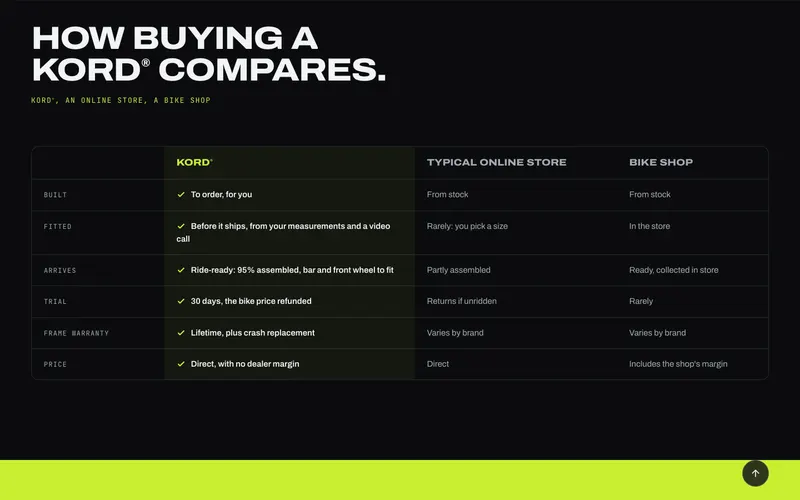 HOW BUYING A
KORD® COMPARES.
KORD®, AN ONLINE STORE, A BIKE SHOP
KORD® TYPICAL ONLINE STORE BIKE SHOP
BUILT ✓ To order, for you From stock From stock
FITTED ✓ Before it ships, from your measurements and a video call Rarely: you pick a size In the store
ARRIVES ✓ Ride-ready: 95% assembled, bar and front wheel to fit Partly assembled Ready, collected in store
TRIAL ✓ 30 days, the bike price refunded Returns if unridden Rarely
FRAME WARRANTY ✓ Lifetime, plus crash replacement Varies by brand Varies by brand
PRICE ✓ Direct, with no dealer margin Direct Includes the shop's margin